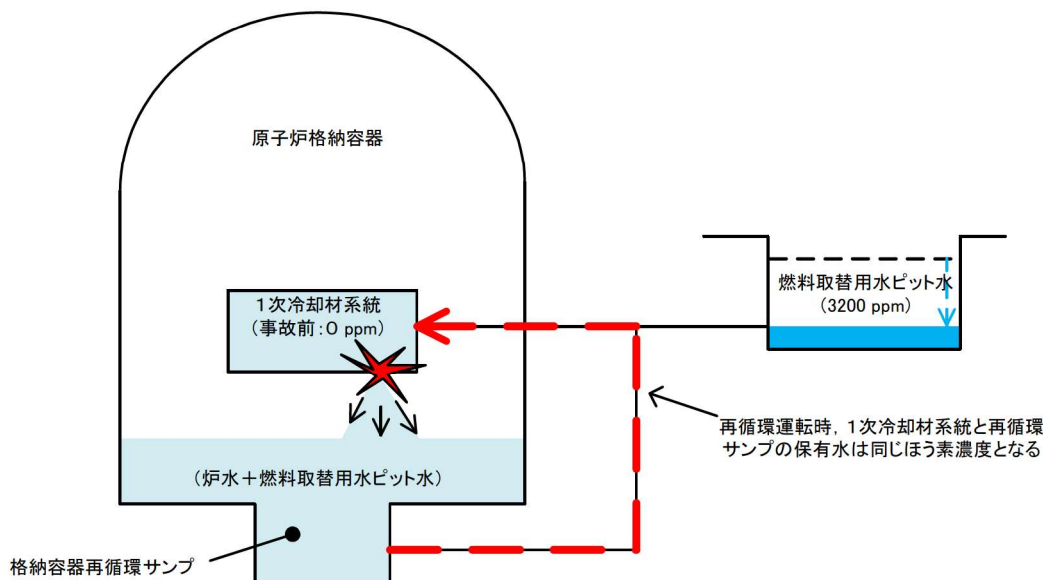 原子炉格納容器
1次冷却材系統
(事故前:0 ppm)
燃料取替用水ピット水
(3200 ppm)
再循環運転時,1次冷却材系統と再循環
サンプの保有水は同じほう素濃度となる
(炉水+燃料取替用水ピット水)
格納容器再循環サンプ